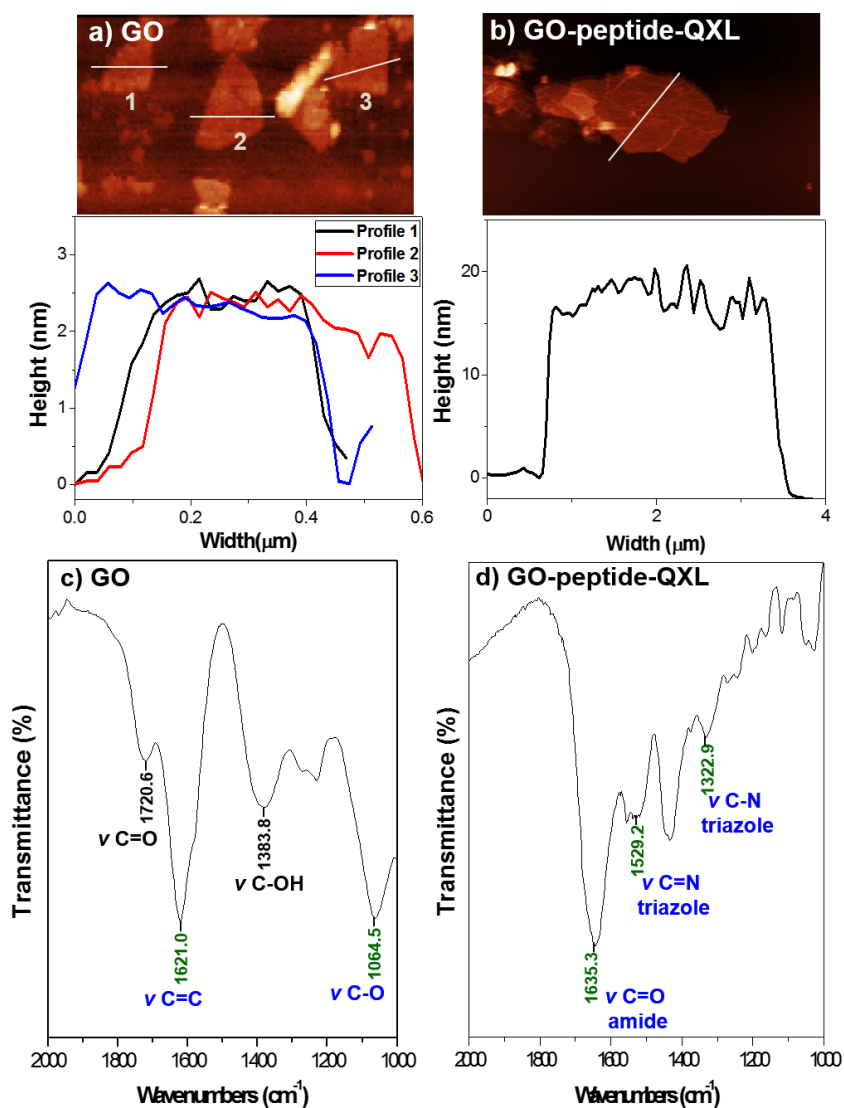 a) GO
1
2
3
b) GO-peptide-QXL
Profile 1
Profile 2
Profile 3
Height (nm)
3
2
1
0
0.0
0.2
0.4
0.6
Width(μm)
Height (nm)
20
10
0
0
2
4
Width (μm)
c) GO
Transmittance (%)
1720.6
ν C=O
1621.0
ν C=C
1383.8
ν C-OH
1064.5
ν C-O
2000
1800
1600
1400
1200
1000
Wavenumbers (cm⁻¹)
d) GO-peptide-QXL
Transmittance (%)
1635.3
ν C=O
amide
1529.2
ν C=N
triazole
1322.9
ν C-N
triazole
2000
1800
1600
1400
1200
1000
Wavenumbers (cm⁻¹)